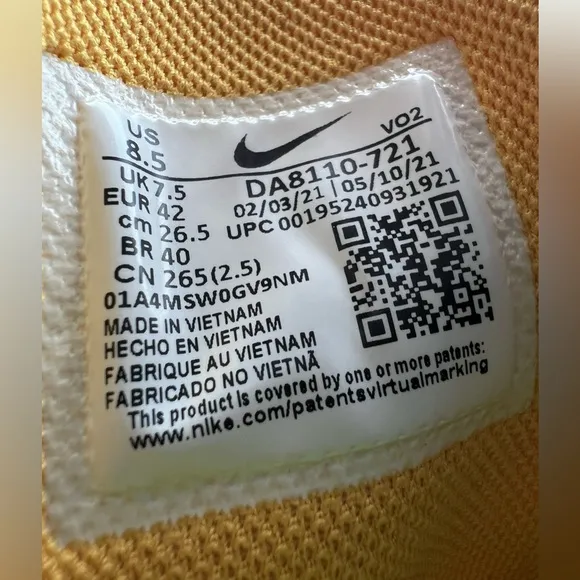 US
8.5
UK 7.5
EUR 42
cm 26.5
BR 40
CN 265(2.5)
01A4MSW0GV9NM
VO2
DA8110-721
02/03/21 | 05/10/21
UPC 00195240931921
MADE IN VIETNAM
HECHO EN VIETNAM
FABRIQUE AU VIETNAM
FABRICADO NO VIETNÃ
This product is covered by one or more patents:
www.nike.com/patentsvirtualmarking